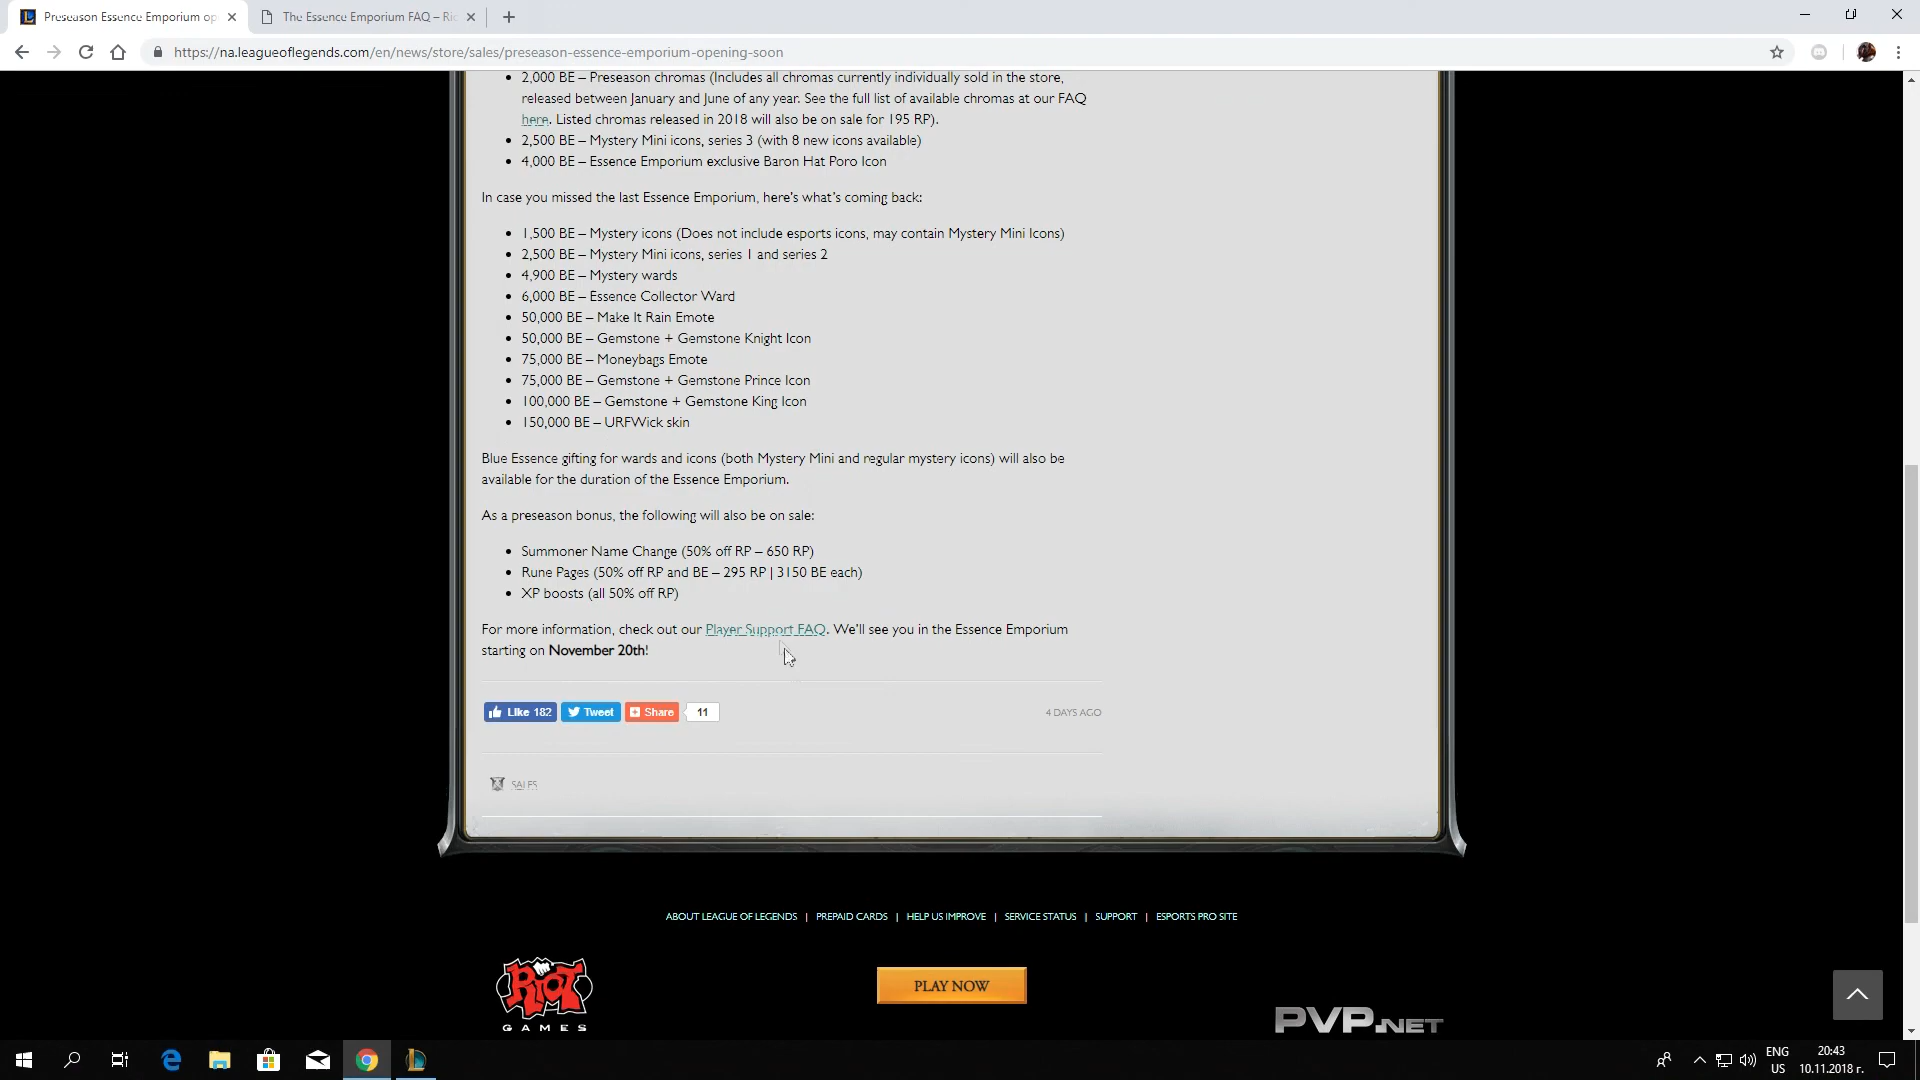 Preseason Essence Emporium op
The Essence Emporium FAQ – Ri
https://na.leagueoflegends.com/en/news/store/sales/preseason-essence-emporium-opening-soon
2,000 BE – Preseason chromas (Includes all chromas currently individually sold in the store,
released between January and June of any year. See the full list of available chromas at our FAQ
here. Listed chromas released in 2018 will also be on sale for 195 RP).
2,500 BE – Mystery Mini icons, series 3 (with 8 new icons available)
4,000 BE – Essence Emporium exclusive Baron Hat Poro Icon
In case you missed the last Essence Emporium, here's what's coming back:
1,500 BE – Mystery icons (Does not include esports icons, may contain Mystery Mini Icons)
2,500 BE – Mystery Mini icons, series 1 and series 2
4,900 BE – Mystery wards
6,000 BE – Essence Collector Ward
50,000 BE – Make It Rain Emote
50,000 BE – Gemstone + Gemstone Knight Icon
75,000 BE – Moneybags Emote
75,000 BE – Gemstone + Gemstone Prince Icon
100,000 BE – Gemstone + Gemstone King Icon
150,000 BE – URFWick skin
Blue Essence gifting for wards and icons (both Mystery Mini and regular mystery icons) will also be
available for the duration of the Essence Emporium.
As a preseason bonus, the following will also be on sale:
Summoner Name Change (50% off RP – 650 RP)
Rune Pages (50% off RP and BE – 295 RP | 3150 BE each)
XP boosts (all 50% off RP)
For more information, check out our Player Support FAQ. We'll see you in the Essence Emporium
starting on November 20th!
Like 182 Tweet Share 11 4 DAYS AGO
SALES
ABOUT LEAGUE OF LEGENDS | PREPAID CARDS | HELP US IMPROVE | SERVICE STATUS | SUPPORT | ESPORTS PRO SITE
RIOT
GAMES
PLAY NOW
PVP.NET
ENG
US
20:43
10.11.2018 г.